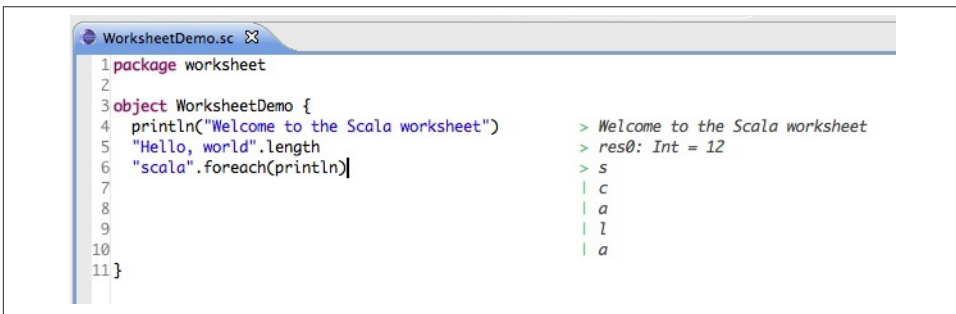 WorksheetDemo.sc
1 package worksheet
2
3 object WorksheetDemo {
4 println("Welcome to the Scala worksheet") > Welcome to the Scala worksheet
5 "Hello, world".length > res0: Int = 12
6 "scala".foreach(println) > s
7 | c
8 | a
9 | l
10 | a
11 }